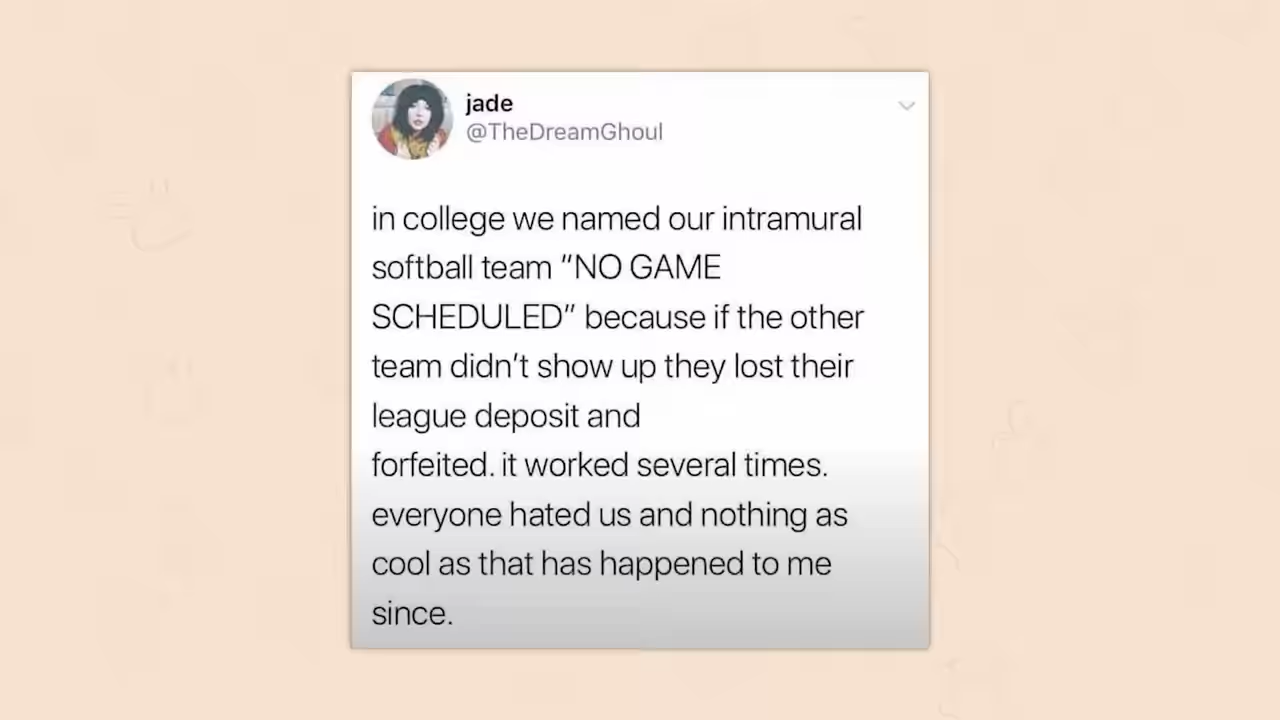 jade
@TheDreamGhoul
in college we named our intramural
softball team "NO GAME
SCHEDULED" because if the other
team didn't show up they lost their
league deposit and
forfeited. it worked several times.
everyone hated us and nothing as
cool as that has happened to me
since.